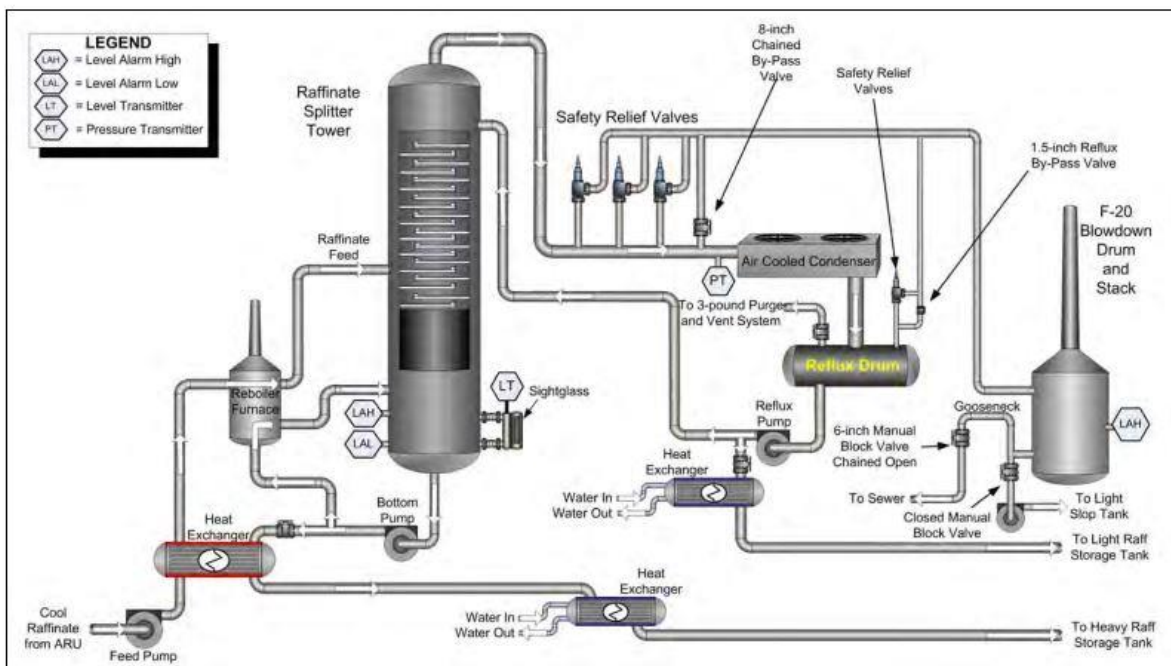 LEGEND
LAH = Level Alarm High
LAL = Level Alarm Low
LT = Level Transmitter
PT = Pressure Transmitter
Raffinate
Splitter
Tower
8-inch
Chained
By-Pass
Valve
Safety Relief
Valves
Safety Relief Valves
1.5-inch Reflux
By-Pass Valve
F-20
Blowdown
Drum
and
Stack
Raffinate
Feed
Air Cooled Condenser
PT
To 3-pound Purger
and Vent System
Reflux Drum
Reboiler
Furnace
LT
Sightglass
LAH
LAL
Reflux
Pump
Gooseneck
LAH
6-inch Manual
Block Valve
Chained Open
Heat
Exchanger
Water In
Water Out
To Sewer
Closed Manual
Block Valve
To Light
Slop Tank
Bottom
Pump
Heat
Exchanger
To Light Raff
Storage Tank
Heat
Exchanger
Water In
Water Out
Cool
Raffinate
from ARU
Feed Pump
To Heavy Raff
Storage Tank